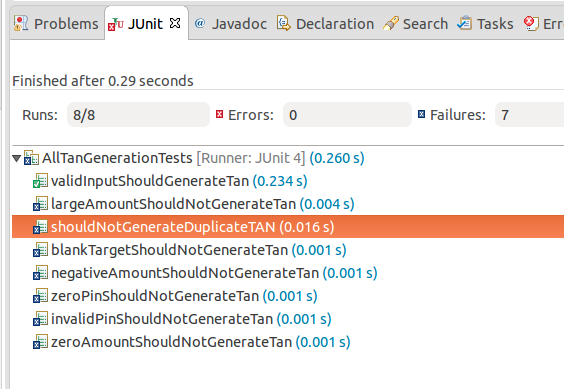 Problems JUnit @ Javadoc Declaration Search Tasks Err
Finished after 0.29 seconds
Runs: 8/8 Errors: 0 Failures: 7
AllTanGenerationTests [Runner: JUnit 4] (0.260 s)
validInputShouldGenerateTan (0.234 s)
largeAmountShouldNotGenerateTan (0.004 s)
shouldNotGenerateDuplicateTAN (0.016 s)
blankTargetShouldNotGenerateTan (0.001 s)
negativeAmountShouldNotGenerateTan (0.001 s)
zeroPinShouldNotGenerateTan (0.001 s)
invalidPinShouldNotGenerateTan (0.001 s)
zeroAmountShouldNotGenerateTan (0.001 s)